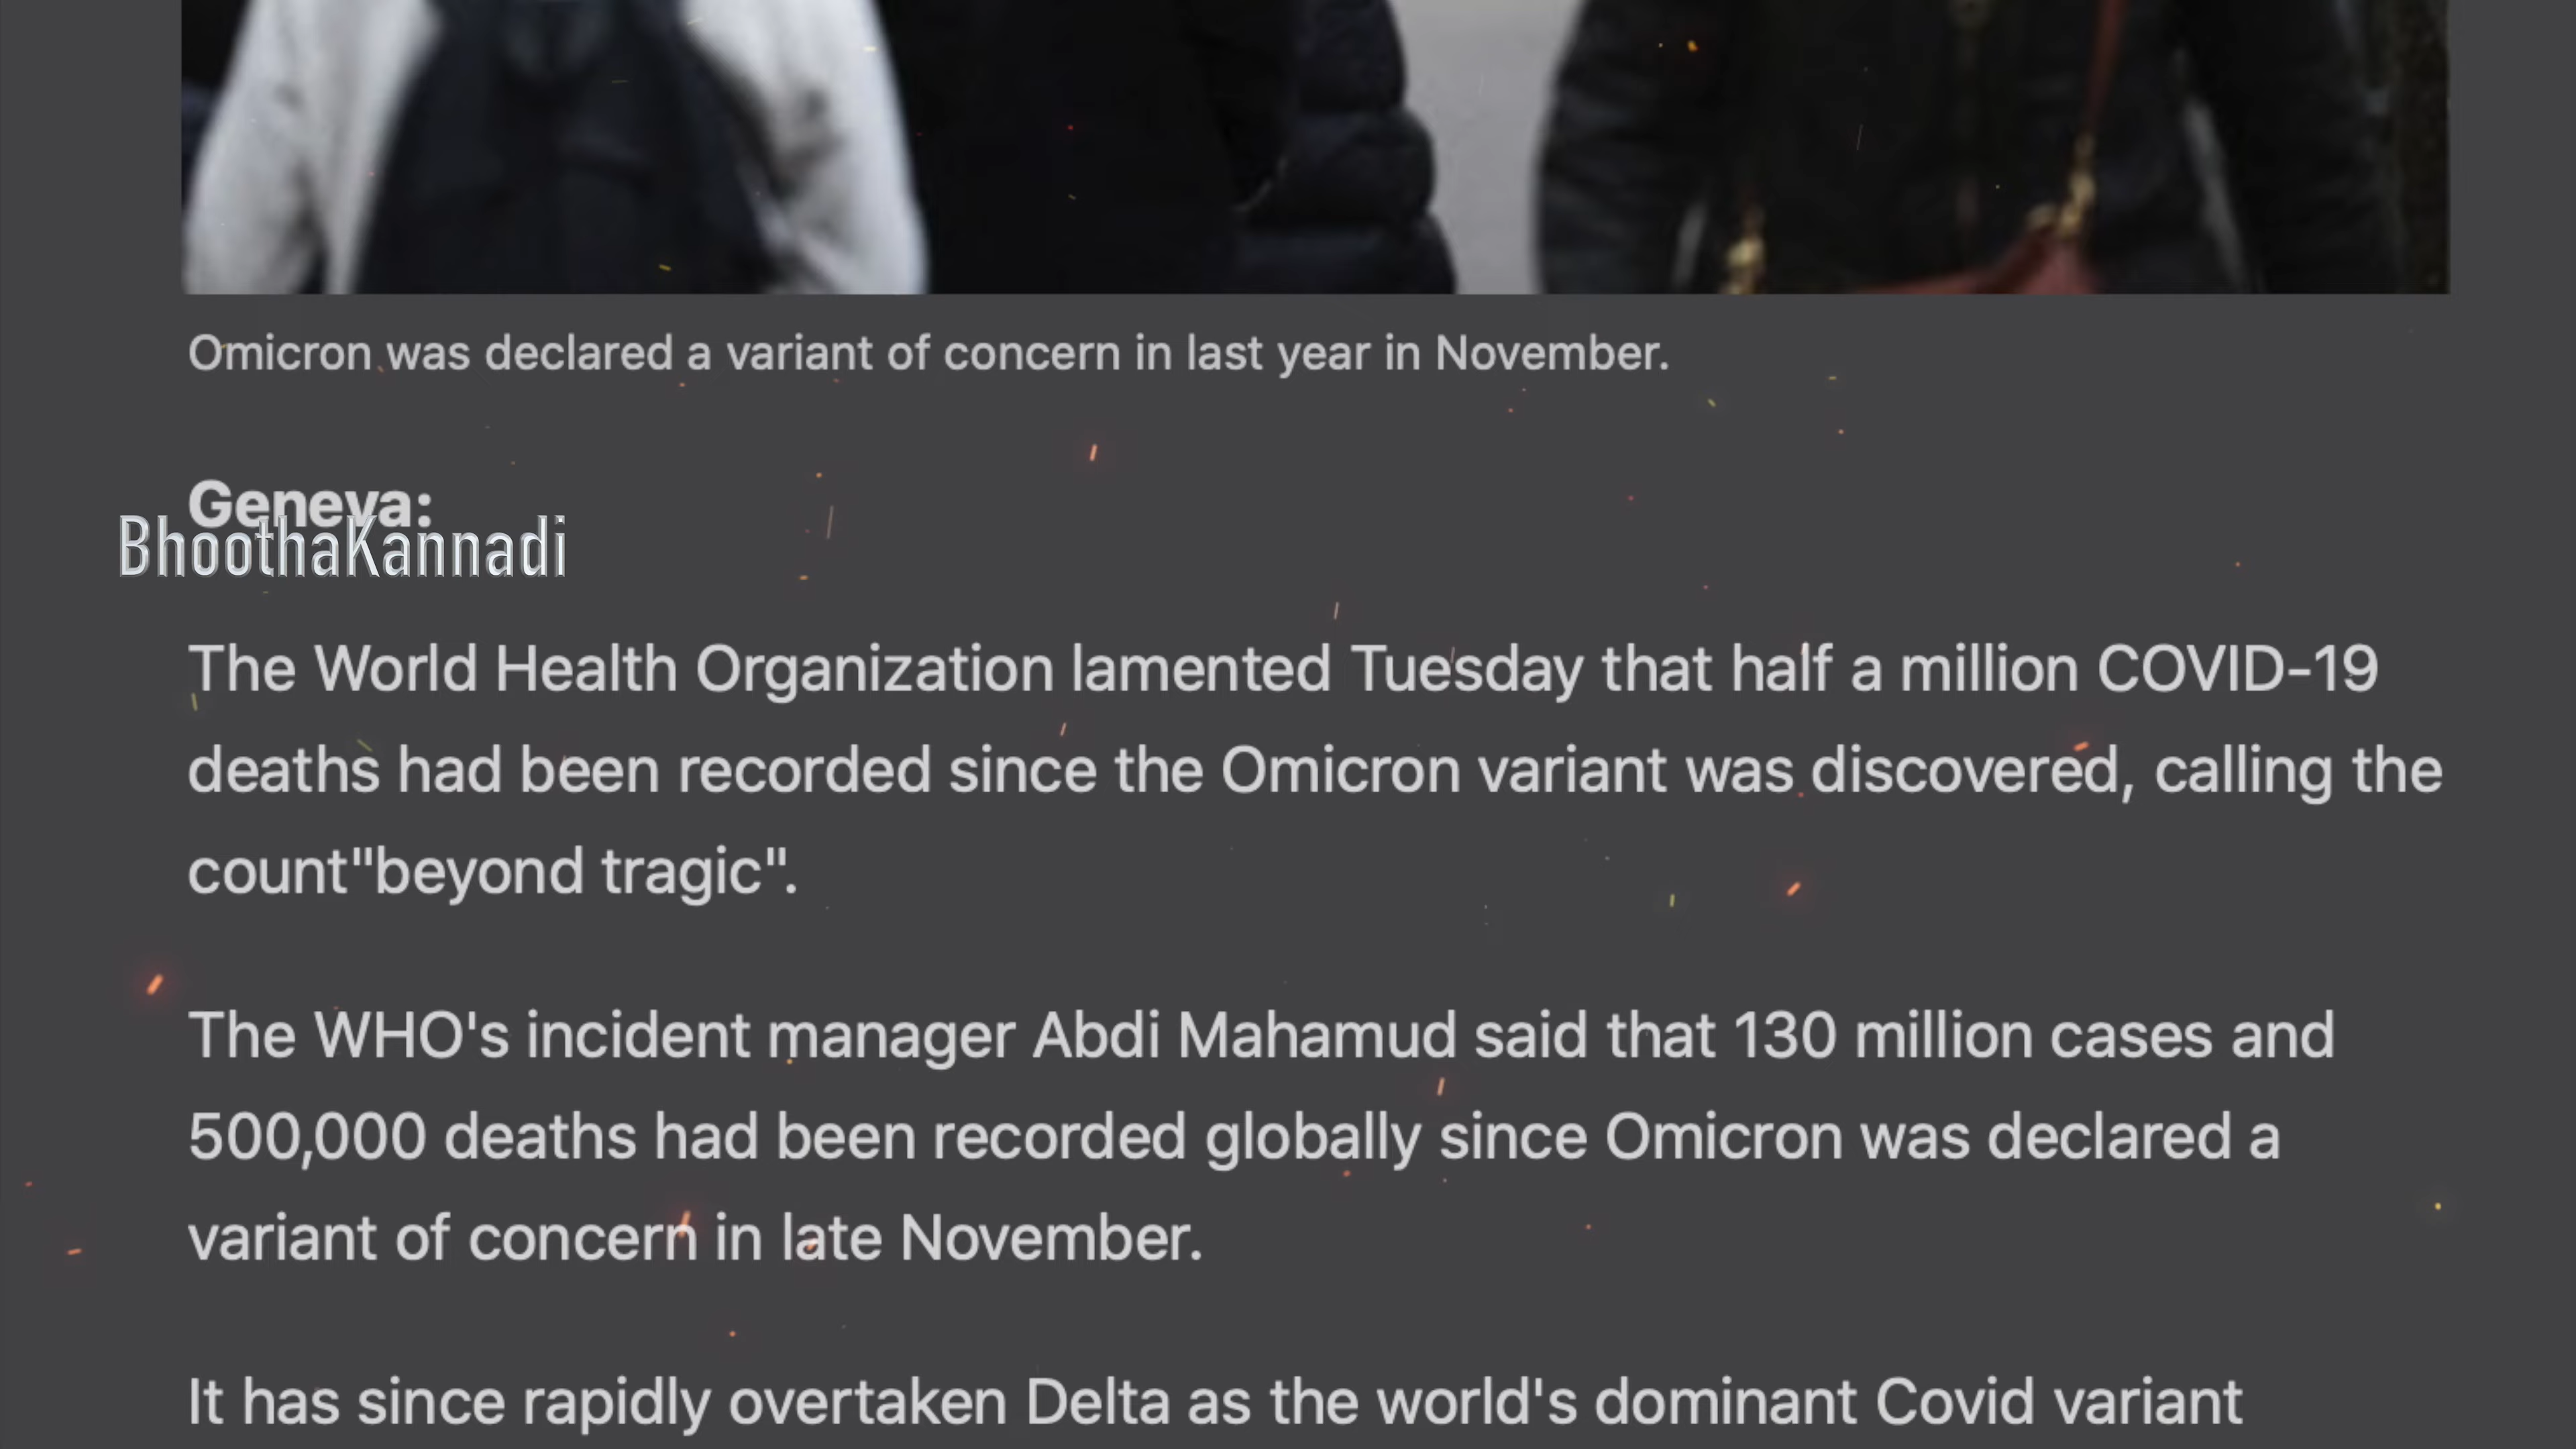 Omicron was declared a variant of concern in last year in November.
Geneva:
BhoothaKannadi
The World Health Organization lamented Tuesday that half a million COVID-19
deaths had been recorded since the Omicron variant was discovered, calling the
count"beyond tragic".
The WHO's incident manager Abdi Mahamud said that 130 million cases and
500,000 deaths had been recorded globally since Omicron was declared a
variant of concern in late November.
It has since rapidly overtaken Delta as the world's dominant Covid variant